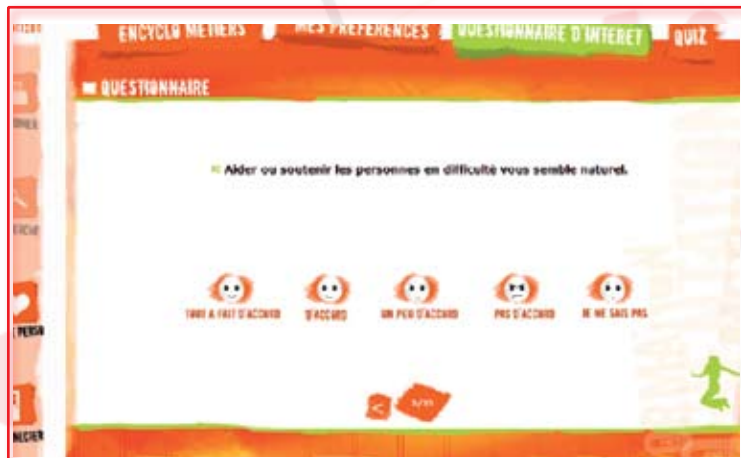 ENCYCLO METIERS
MES PREFERENCES
QUESTIONNAIRE D'INTERET
QUIZ
QUESTIONNAIRE
Aider ou soutenir les personnes en difficulté vous semble naturel.
TOUT A FAIT D'ACCORD
D'ACCORD
UN PEU D'ACCORD
PAS D'ACCORD
JE NE SAIS PAS
<